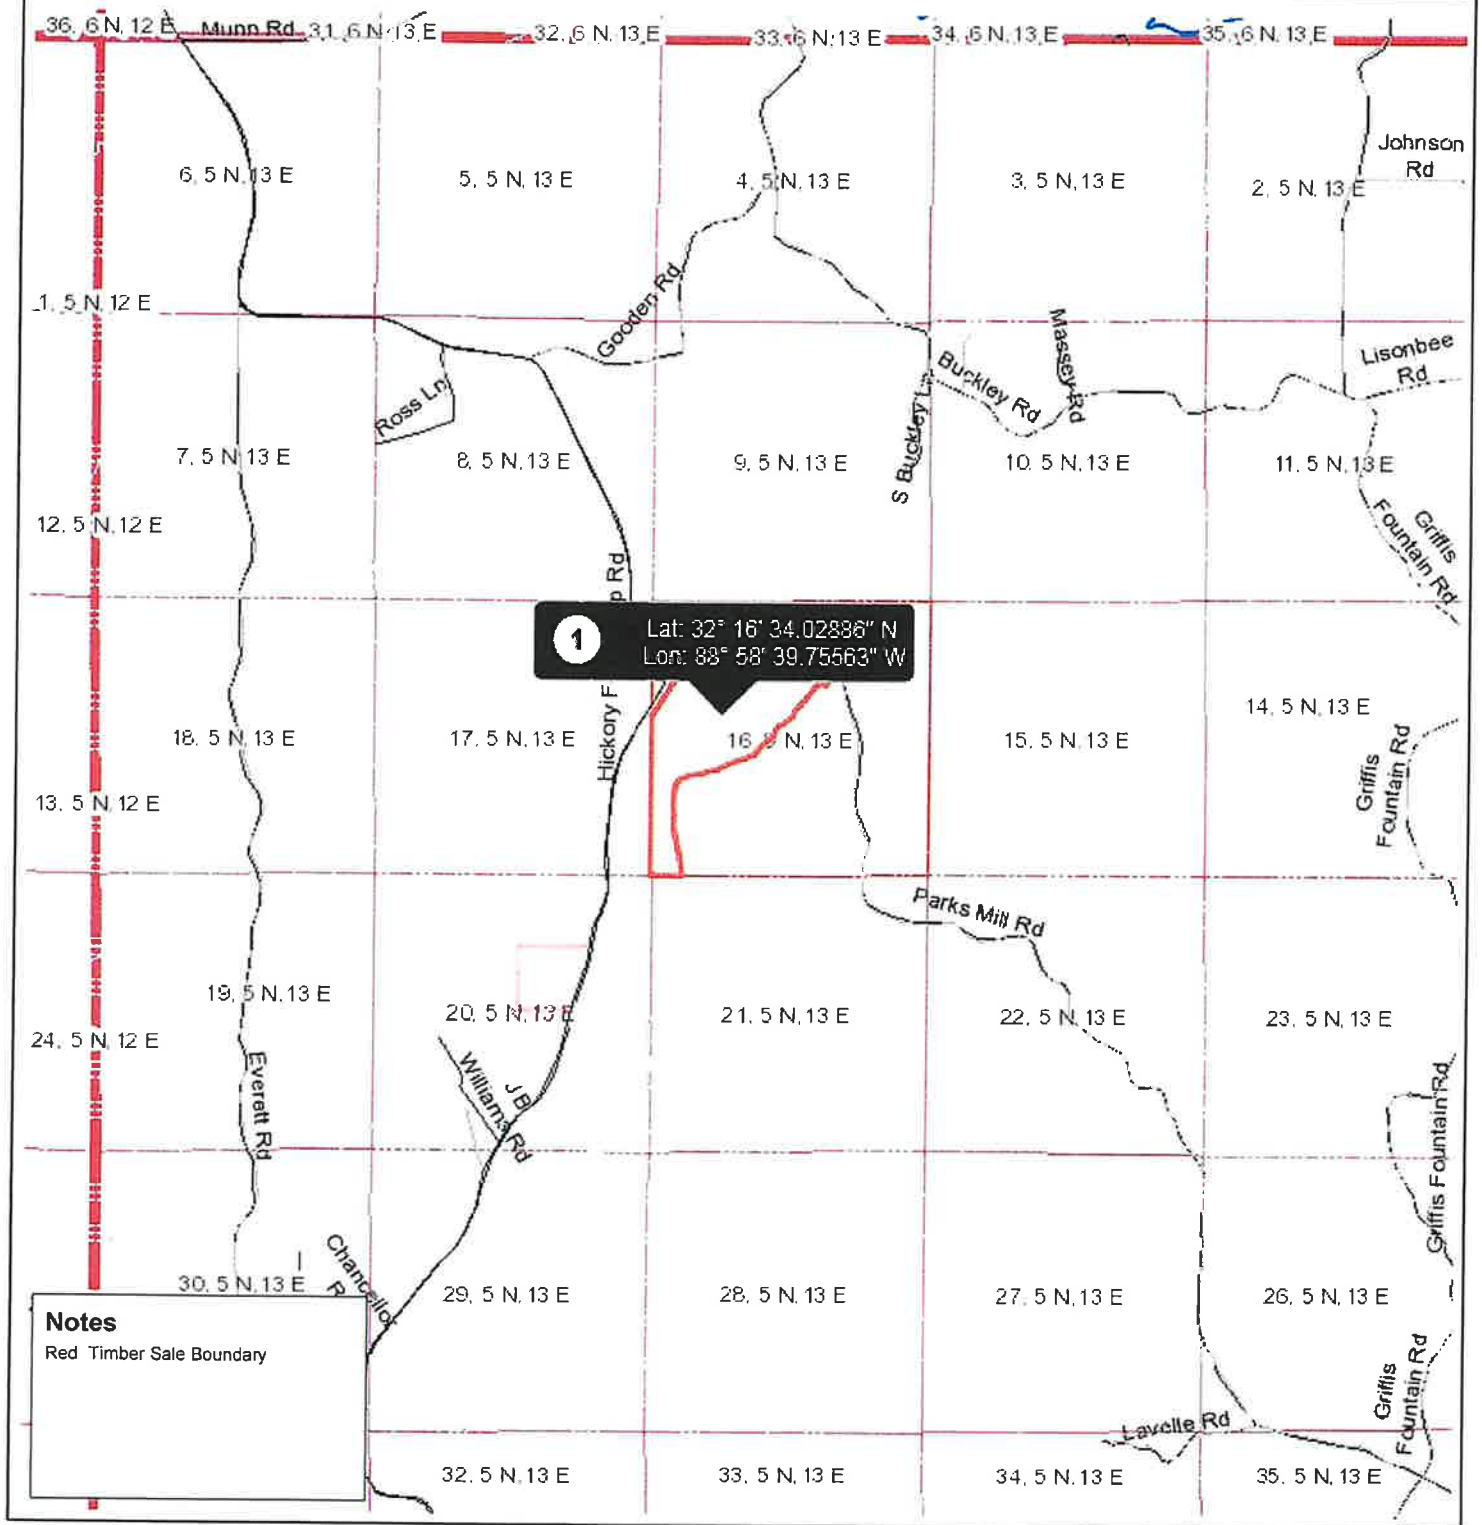 36, 6 N, 12 E
Munn Rd
31, 6 N, 13 E
32, 6 N, 13, E
33, 6 N, 13 E
34, 6 N, 13, E
35, 6 N, 13, E
6, 5 N, 13 E
5, 5 N, 13 E
4, 5 N, 13 E
3, 5 N, 13 E
2, 5 N, 13 E
Johnson
Rd
1, 5 N, 12 E
Gooden Rd
Massey Rd
Lisonbee
Rd
Ross Ln
Buckley Rd
S Buckley Ln
7, 5 N, 13 E
8, 5 N, 13 E
9, 5 N, 13 E
10, 5 N, 13 E
11, 5 N, 13 E
12, 5 N, 12 E
Griffis
Fountain Rd
p Rd
1
Lat: 32° 16' 34.02886" N
Lon: 88° 58' 39.75563" W
Hickory F
18, 5 N, 13 E
17, 5 N, 13 E
16, 5 N, 13 E
15, 5 N, 13 E
14, 5 N, 13 E
Griffis
Fountain Rd
13, 5 N, 12 E
Parks Mill Rd
19, 5 N, 13 E
20, 5 N, 13 E
21, 5 N, 13 E
22, 5 N, 13 E
23, 5 N, 13 E
24, 5 N, 12 E
Everett Rd
J B
Williams Rd
Griffis Fountain Rd
Chancellor
R
30, 5 N, 13 E
29, 5 N, 13 E
28, 5 N, 13 E
27, 5 N, 13 E
26, 5 N, 13 E
Notes
Red Timber Sale Boundary
Griffis
Fountain Rd
Lavelle Rd
32, 5 N, 13 E
33, 5 N, 13 E
34, 5 N, 13 E
35, 5 N, 13 E